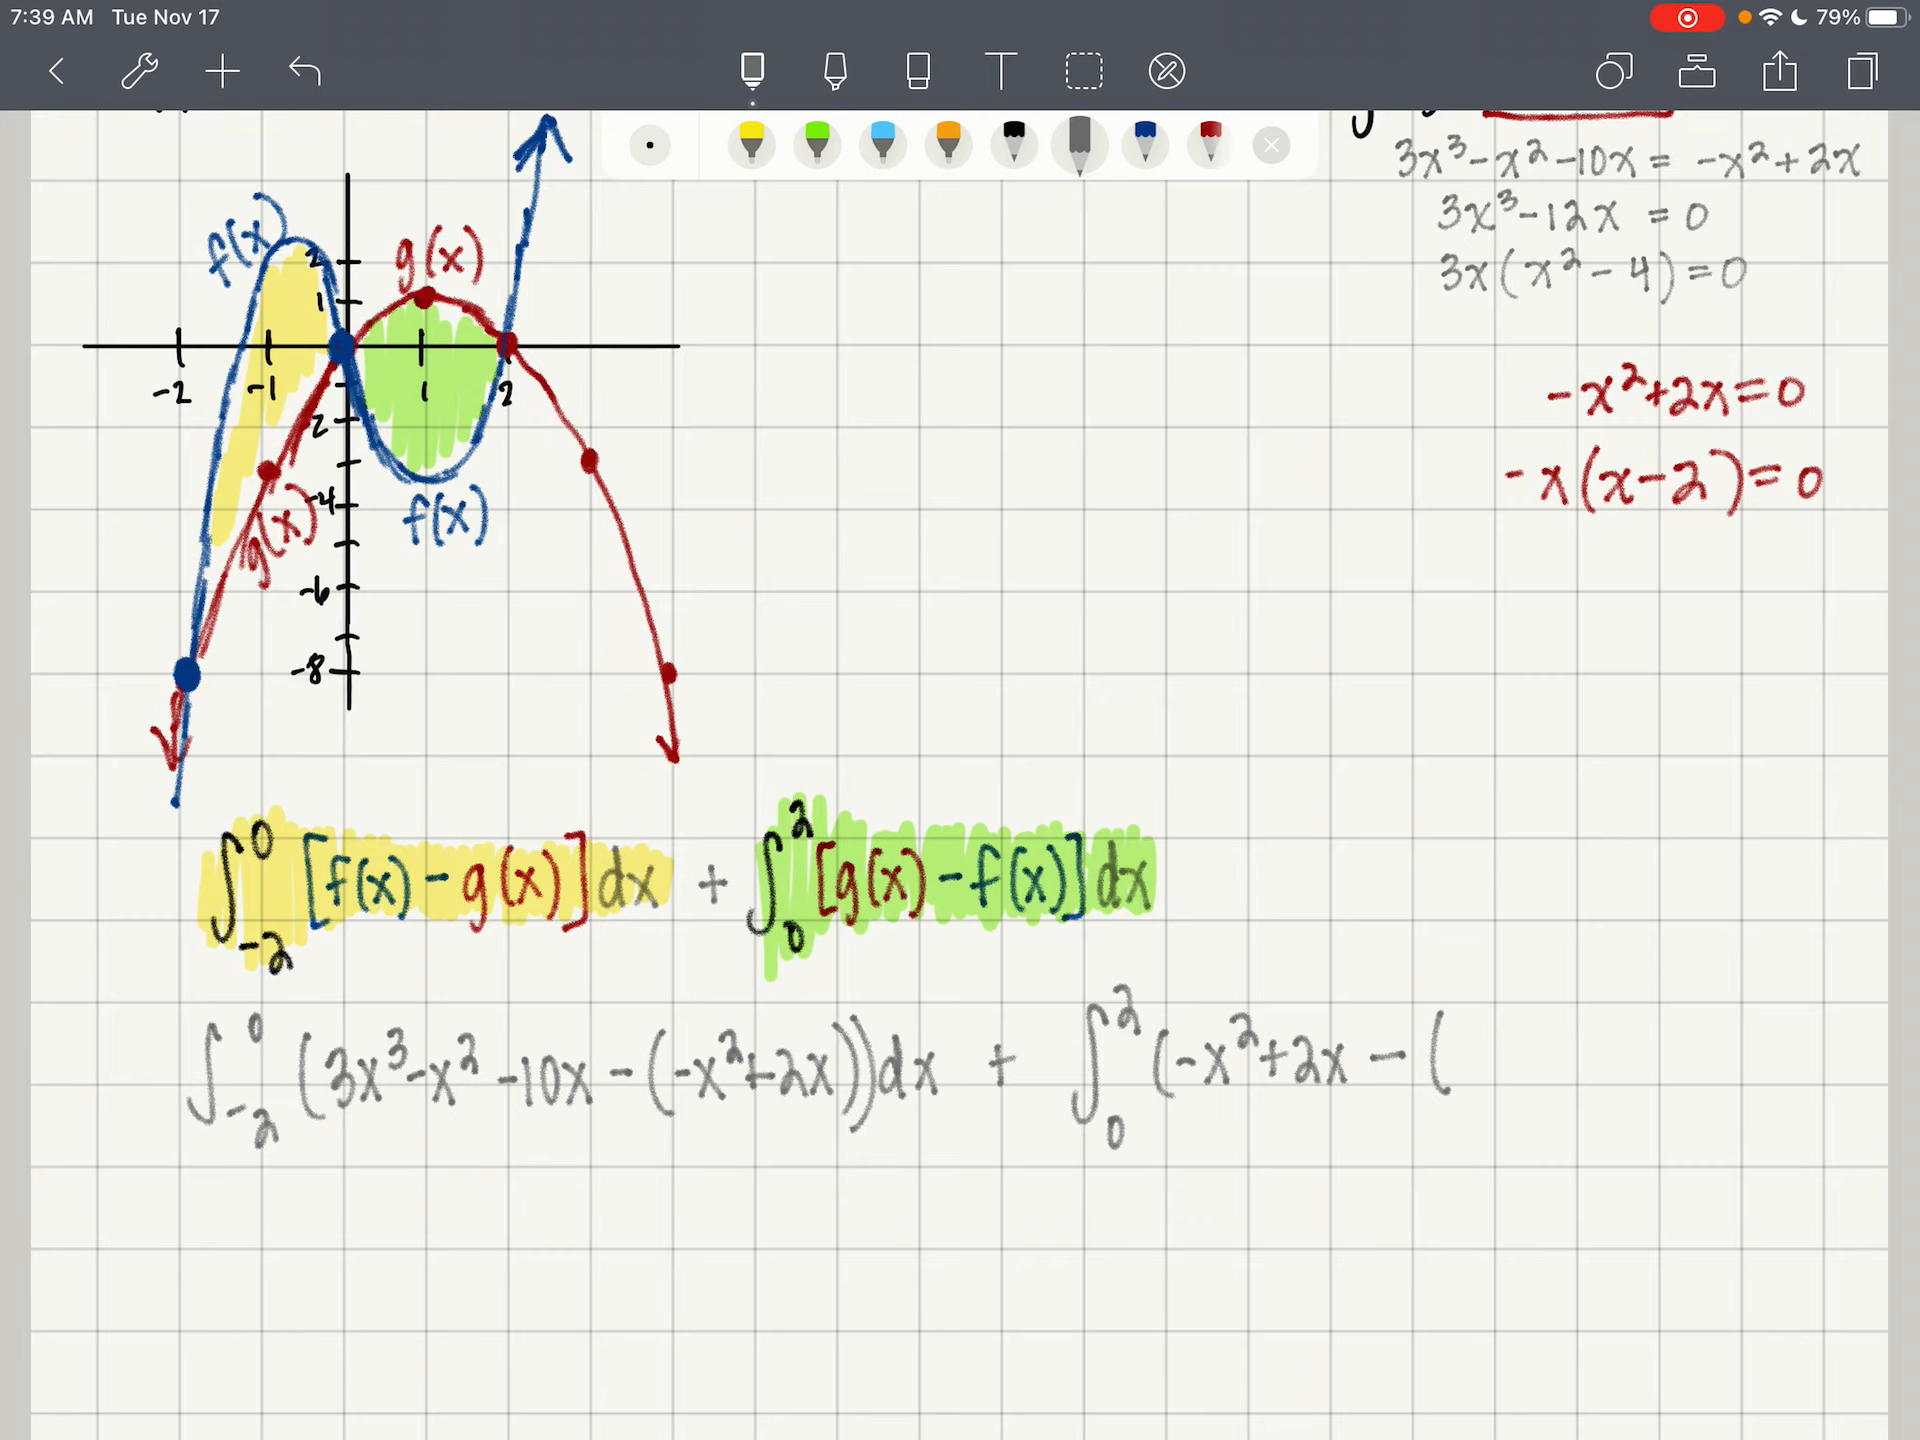 7:39 AM Tue Nov 17 79%
T
3x³-x²-10x = -x²+2x
3x³-12x = 0
3x(x²-4)=0
f(x)
g(x)
2
1
-2 -1 1 2
-x²+2x=0
2
-x(x-2)=0
-4
g(x) f(x)
-6
-8
∫₋₂⁰ [f(x)-g(x)]dx + ∫₀² [g(x)-f(x)]dx
∫₋₂⁰ (3x³-x²-10x-(-x²+2x))dx + ∫₀² (-x²+2x-(